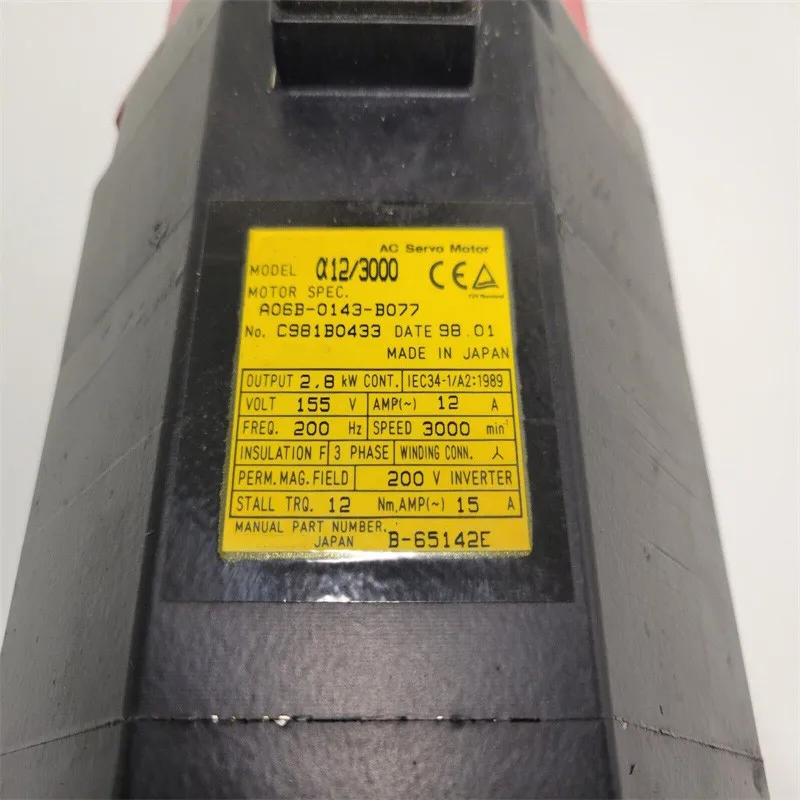 AC Servo Motor
MODEL α12/3000 CE
MOTOR SPEC.
A06B-0143-B077
No. C981B0433 DATE 98.01
MADE IN JAPAN
OUTPUT 2.8 kW CONT. IEC34-1/A2:1989
VOLT 155 V AMP(~) 12 A
FREQ. 200 Hz SPEED 3000 min⁻¹
INSULATION F 3 PHASE WINDING CONN. ⅄
PERM.MAG.FIELD 200 V INVERTER
STALL TRQ. 12 Nm,AMP(~) 15 A
MANUAL PART NUMBER.
JAPAN B-65142E